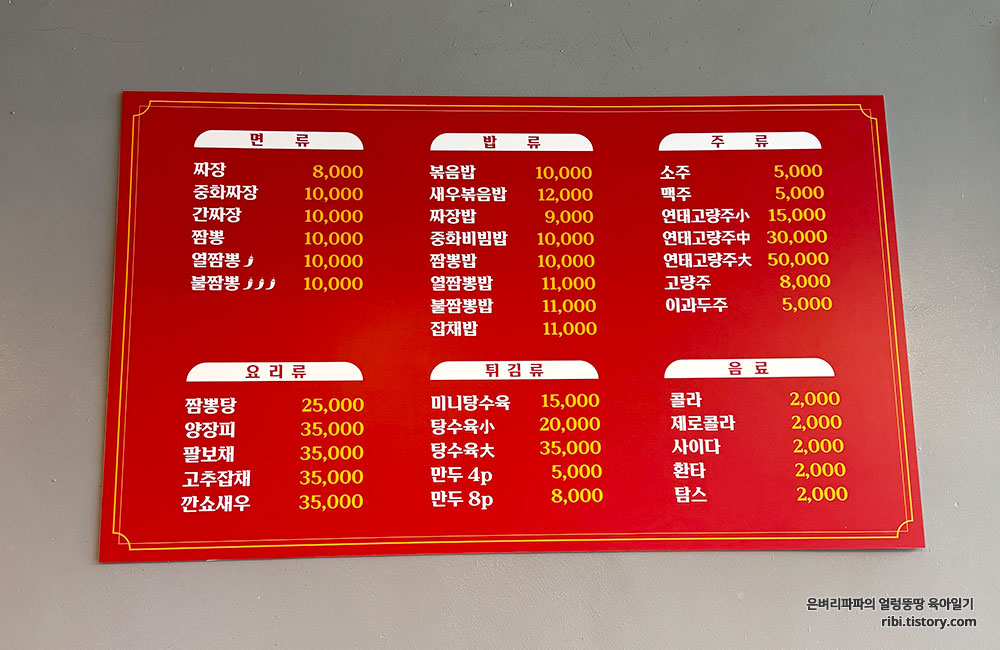 면 류
짜장 8,000
중화짜장 10,000
간짜장 10,000
짬뽕 10,000
열짬뽕 10,000
불짬뽕 10,000
밥 류
볶음밥 10,000
새우볶음밥 12,000
짜장밥 9,000
중화비빔밥 10,000
짬뽕밥 10,000
열짬뽕밥 11,000
불짬뽕밥 11,000
잡채밥 11,000
주 류
소주 5,000
맥주 5,000
연태고량주小 15,000
연태고량주中 30,000
연태고량주大 50,000
고량주 8,000
이과두주 5,000
요리류
짬뽕탕 25,000
양장피 35,000
팔보채 35,000
고추잡채 35,000
깐쇼새우 35,000
튀김류
미니탕수육 15,000
탕수육小 20,000
탕수육大 35,000
만두 4p 5,000
만두 8p 8,000
음 료
콜라 2,000
제로콜라 2,000
사이다 2,000
환타 2,000
탐스 2,000
은벼리파파의 얼렁뚱땅 육아일기
ribi.tistory.com